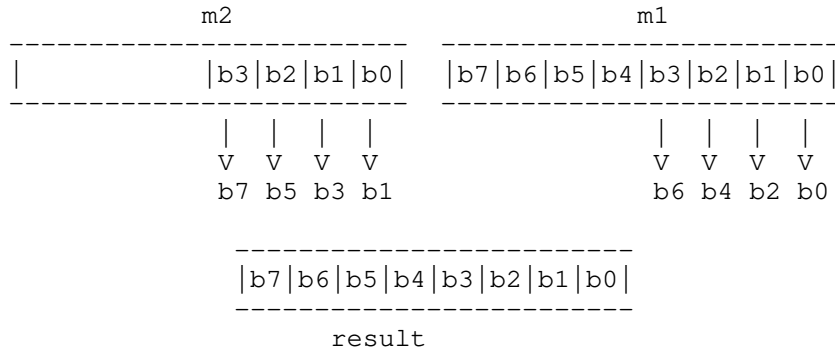 m2 m1
|b3|b2|b1|b0| |b7|b6|b5|b4|b3|b2|b1|b0|
V V V V V V V V
b7 b5 b3 b1 b6 b4 b2 b0
|b7|b6|b5|b4|b3|b2|b1|b0|
result